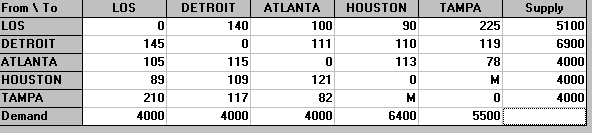 From \ To LOS DETROIT ATLANTA HOUSTON TAMPA Supply
LOS 0 140 100 90 225 5100
DETROIT 145 0 111 110 119 6900
ATLANTA 105 115 0 113 78 4000
HOUSTON 89 109 121 0 M 4000
TAMPA 210 117 82 M 0 4000
Demand 4000 4000 4000 6400 5500